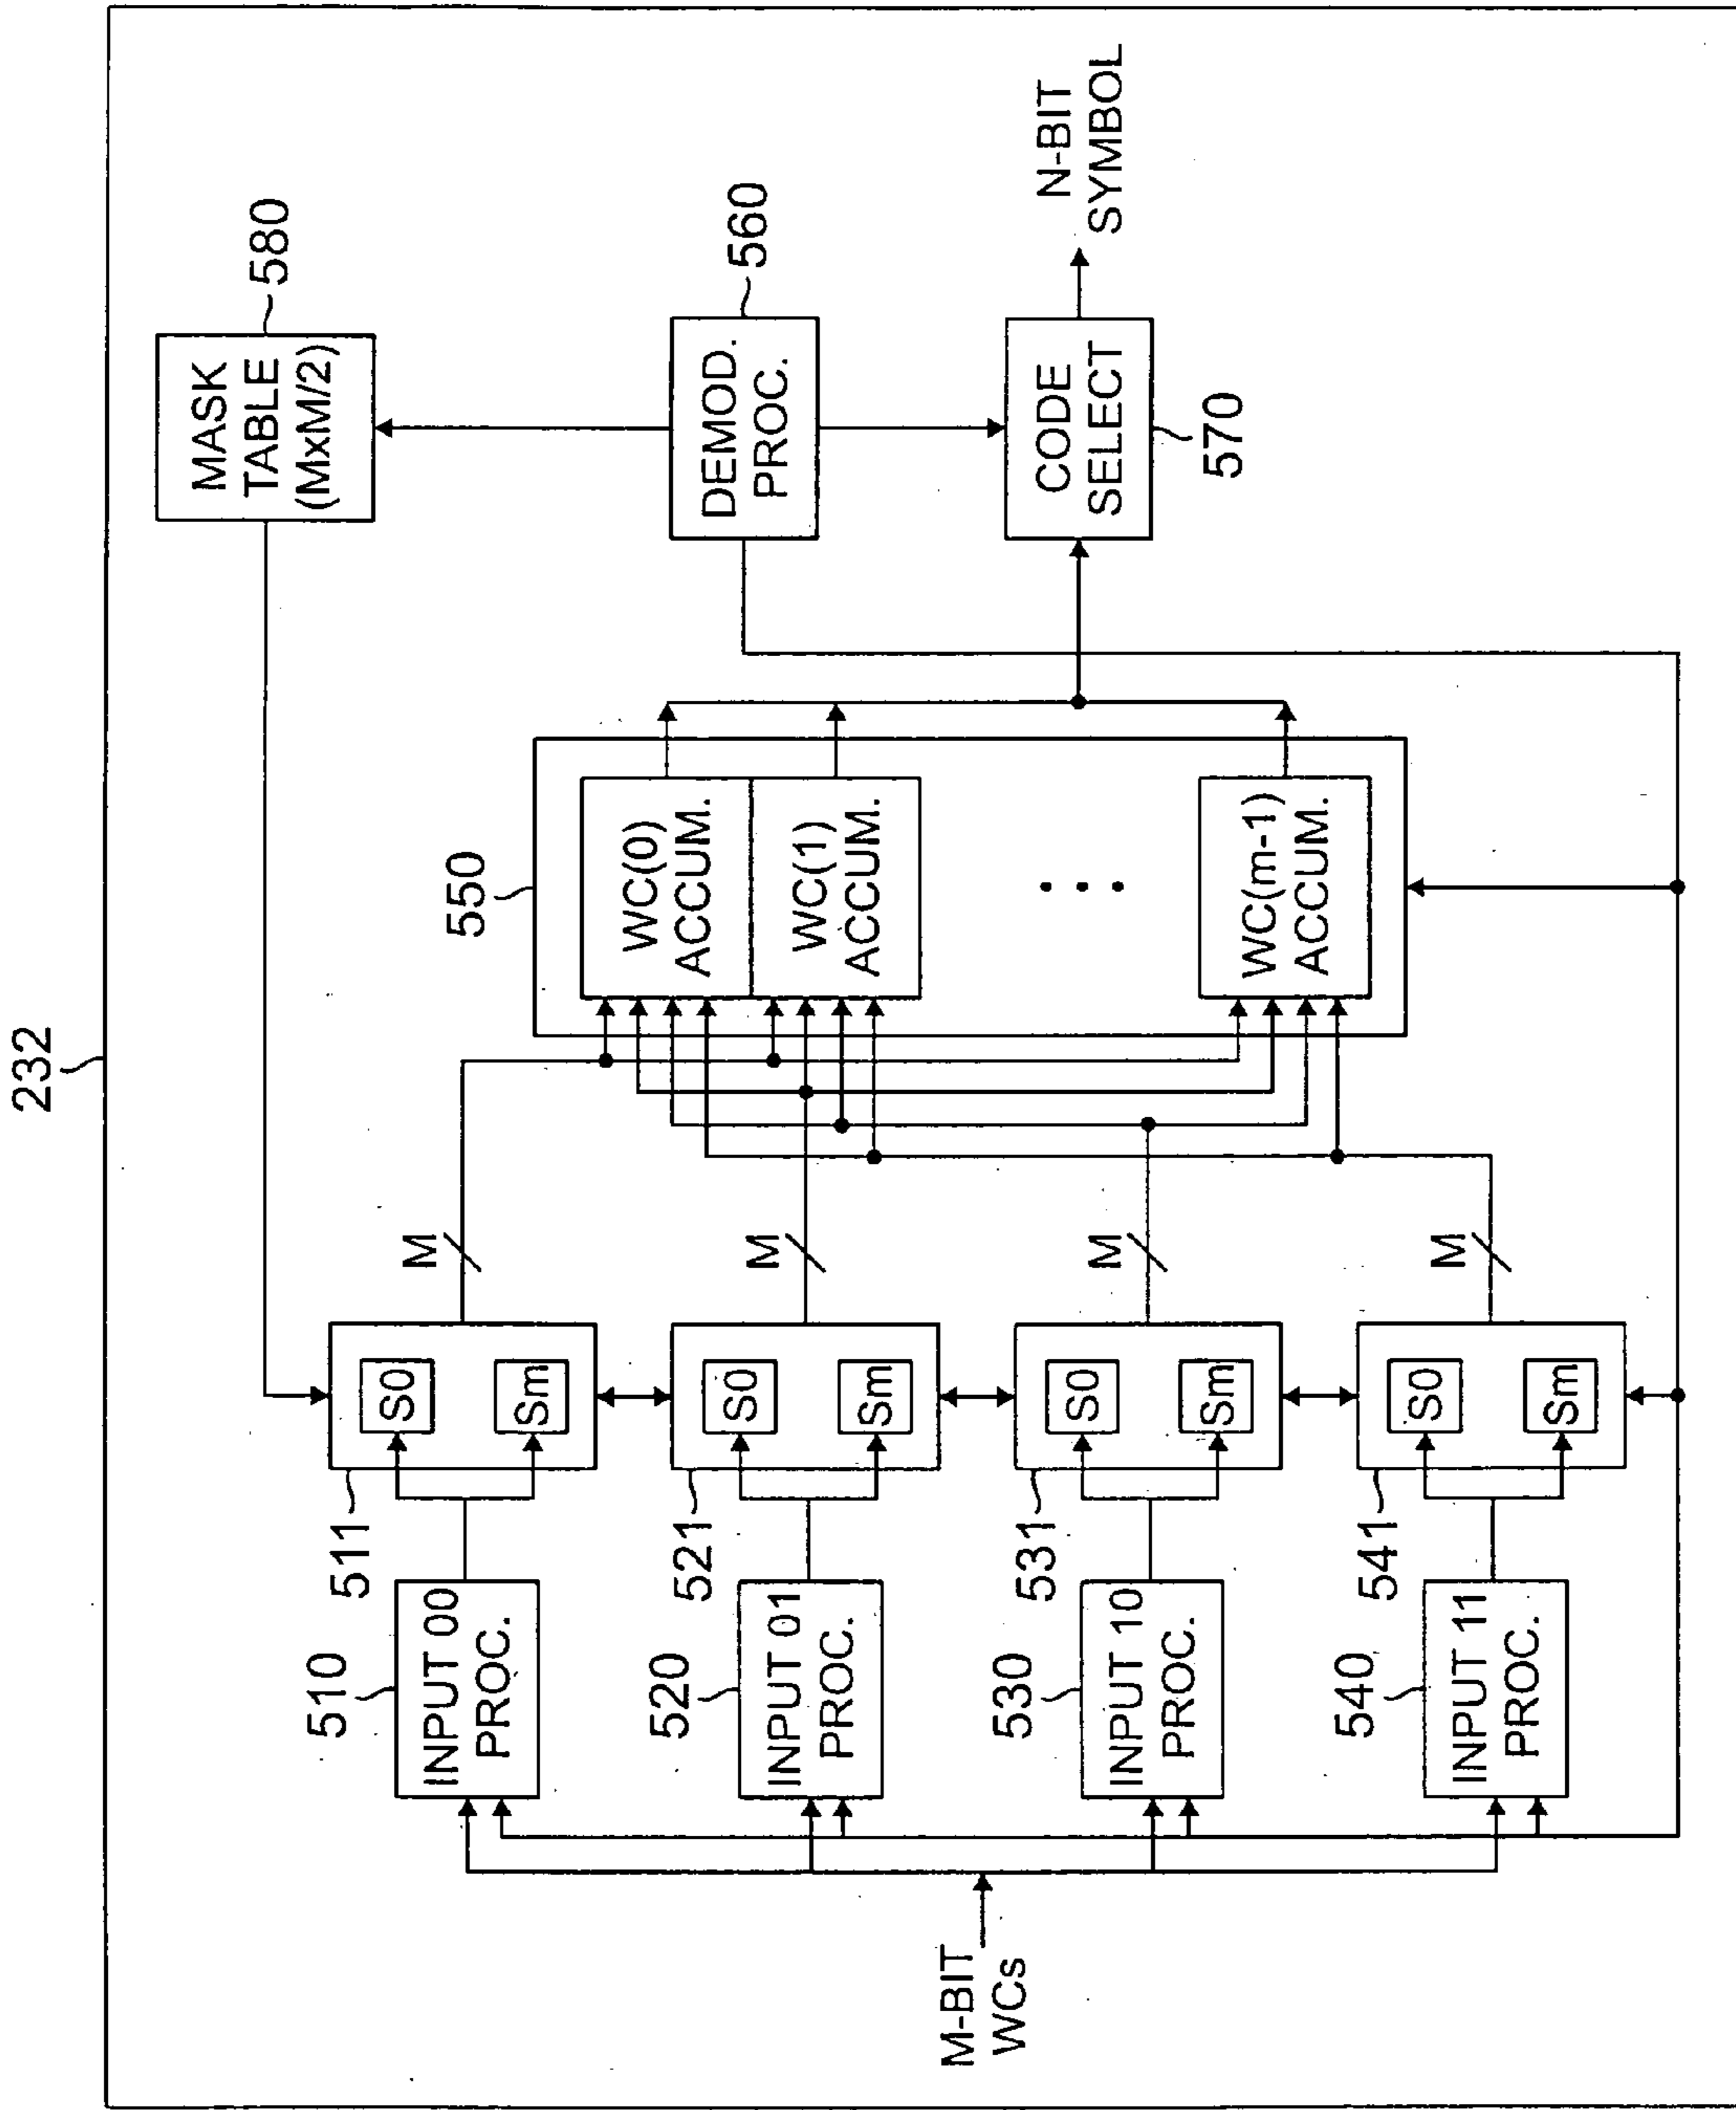 232
M-BIT
WCs
510
INPUT 00
PROC.
511
S0
Sm
M
520
INPUT 01
PROC.
521
S0
Sm
M
530
INPUT 10
PROC.
531
S0
Sm
M
540
INPUT 11
PROC.
541
S0
Sm
M
550
WC(0)
ACCUM.
WC(1)
ACCUM.
• • •
WC(m-1)
ACCUM.
MASK
TABLE
(MxM/2)
580
DEMOD.
PROC.
560
CODE
SELECT
570
N-BIT
SYMBOL